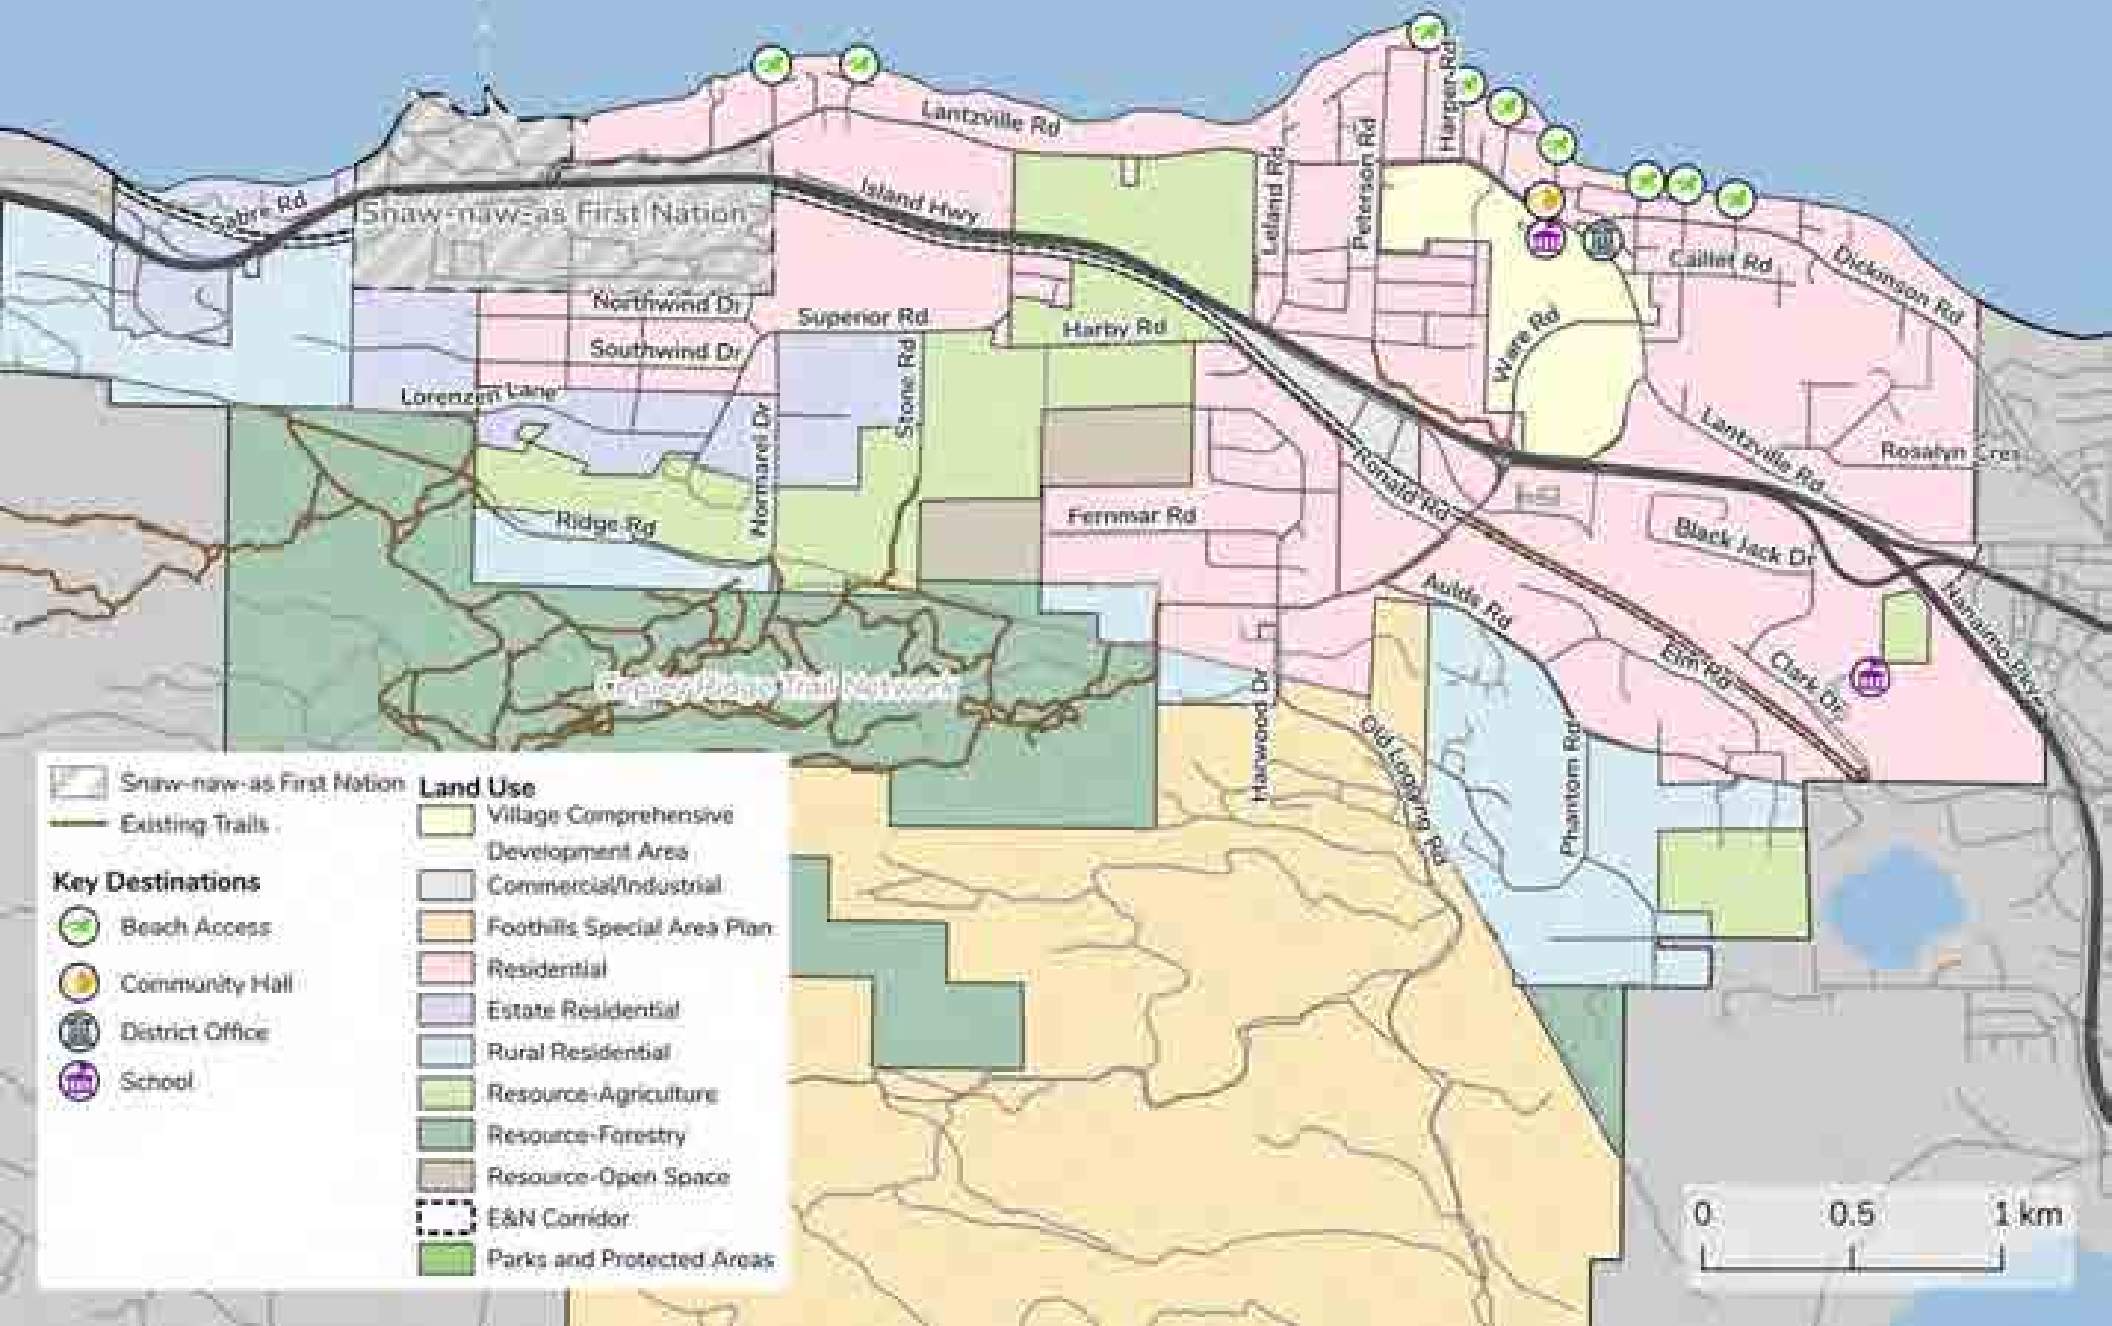 Lantzville Rd
Harper Rd
Sabre Rd
Snaw-naw-as First Nation
Island Hwy
Leland Rd
Peterson Rd
Caillet Rd
Dickinson Rd
Northwind Dr
Superior Rd
Harby Rd
Ware Rd
Southwind Dr
Stone Rd
Lorenzen Lane
Normarel Dr
Lantzville Rd
Rosalyn Cres
Ronald Rd
Ridge Rd
Fernmar Rd
Black Jack Dr
Aulds Rd
Nanaimo Pkwy
Elm Rd
Clark Dr
Copley Ridge Trail Network
Harwood Dr
Old Logging Rd
Phantom Rd
Snaw-naw-as First Nation
Existing Trails
Key Destinations
Beach Access
Community Hall
District Office
School
Land Use
Village Comprehensive
Development Area
Commercial/Industrial
Foothills Special Area Plan
Residential
Estate Residential
Rural Residential
Resource-Agriculture
Resource-Forestry
Resource-Open Space
E&N Corridor
Parks and Protected Areas
0 0.5 1 km